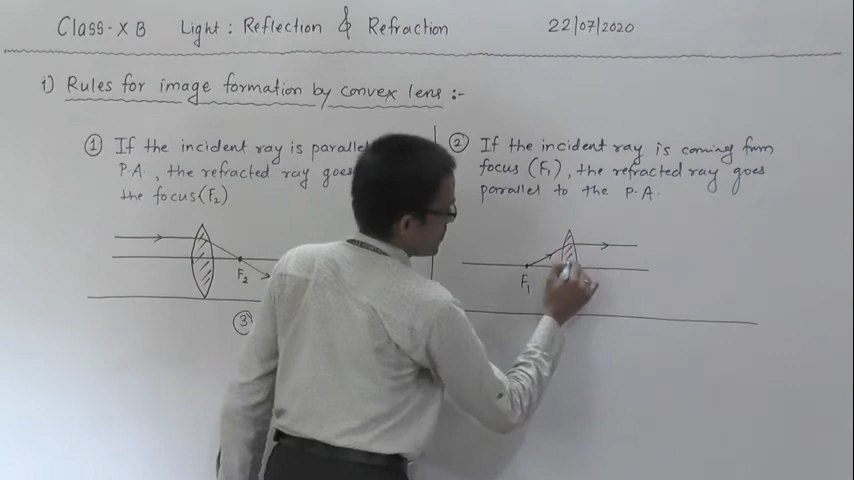 Class-X B Light: Reflection & Refraction 22/07/2020
i) Rules for image formation by convex lens :-
① If the incident ray is parallel
P.A., the refracted ray goes
the focus (F₂)
② If the incident ray is coming from
focus (F₁), the refracted ray goes
parallel to the P.A.
F₂
F₁
③